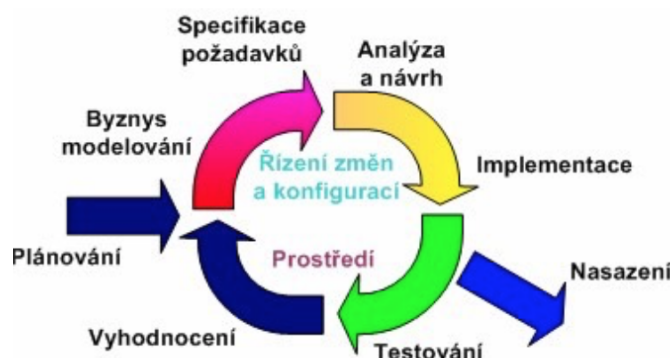 Specifikace
požadavků
Analýza
a návrh
Byznys
modelování
Řízení změn
a konfigurací
Implementace
Plánování
Prostředí
Nasazení
Vyhodnocení
Testování